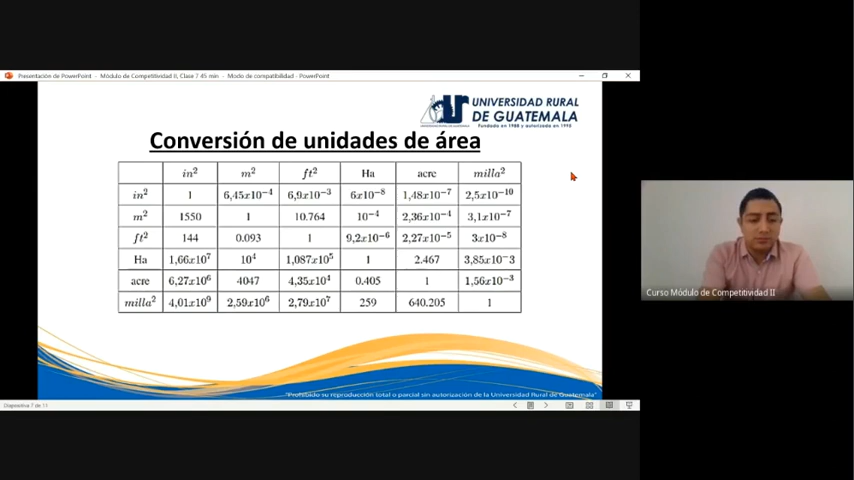 Presentación de PowerPoint - Módulo de Competitividad II, Clase 7 45 min - Modo de compatibilidad - PowerPoint
UNIVERSIDAD RURAL
DE GUATEMALA
Fundada en 1988 y autorizada en 1995
Conversión de unidades de área
in² m² ft² Ha acre milla²
in² 1 6,45x10⁻⁴ 6,9x10⁻³ 6x10⁻⁸ 1,48x10⁻⁷ 2,5x10⁻¹⁰
m² 1550 1 10.764 10⁻⁴ 2,36x10⁻⁴ 3,1x10⁻⁷
ft² 144 0.093 1 9,2x10⁻⁶ 2,27x10⁻⁵ 3x10⁻⁸
Ha 1,66x10⁷ 10⁴ 1,087x10⁵ 1 2.467 3,85x10⁻3
acre 6,27x10⁶ 4047 4,35x10⁴ 0.405 1 1,56x10⁻³
milla² 4,01x10⁹ 2,59x10⁶ 2,79x10⁷ 259 640.205 1
"Prohibido su reproducción total o parcial sin autorización de la Universidad Rural de Guatemala"
Diapositiva 7 de 11
Curso Módulo de Competitividad II